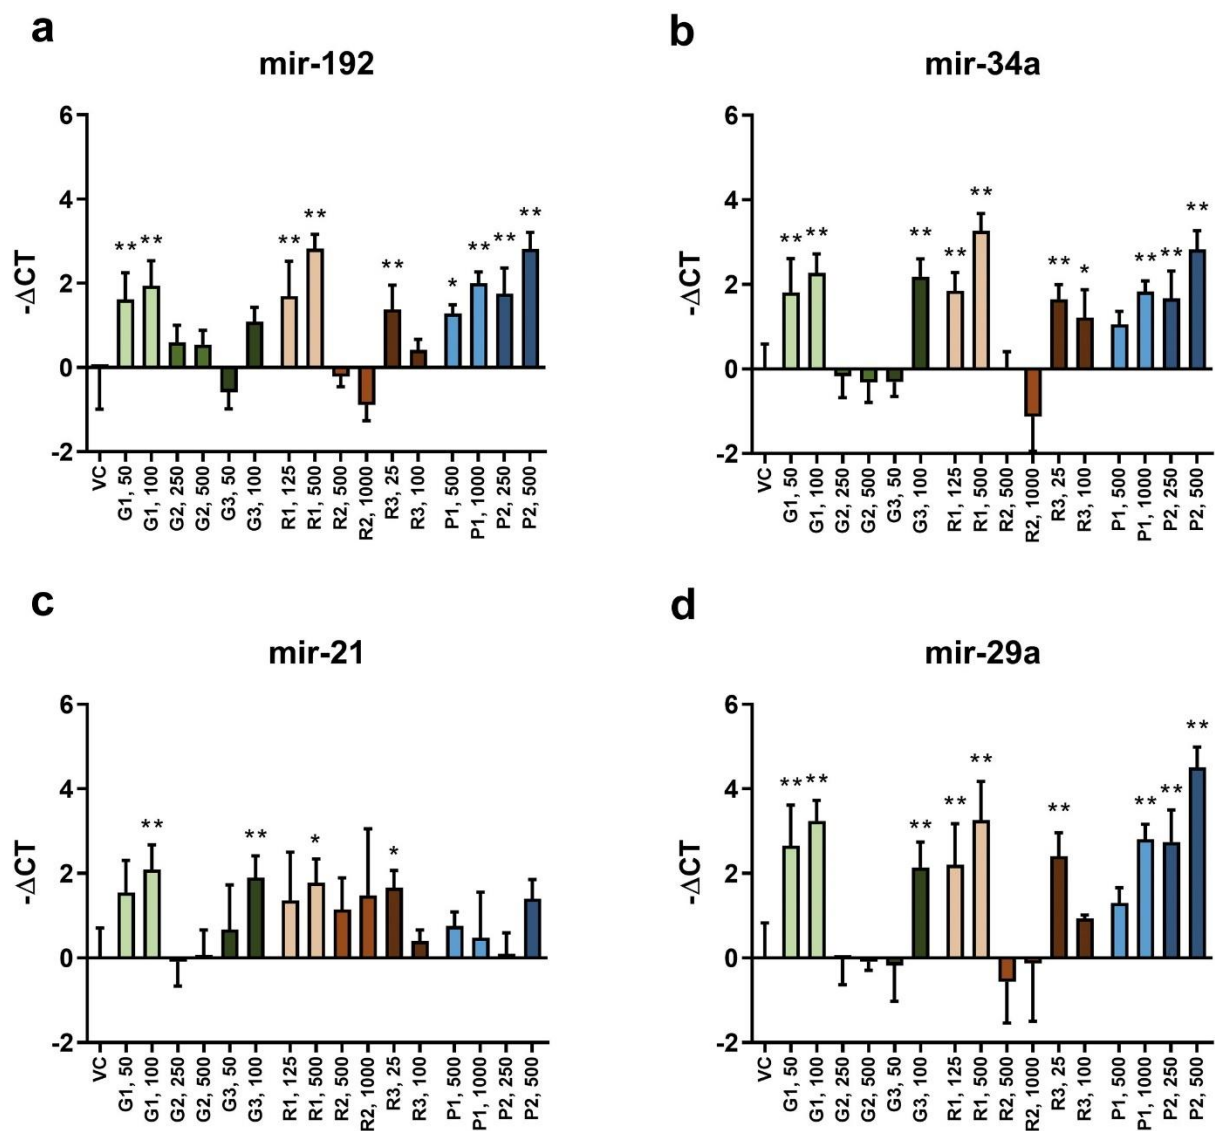 a
mir-192
-ΔCT
6
4
2
0
-2
** ** ** ** ** * ** ** **
VC G1, 50 G1, 100 G2, 250 G2, 500 G3, 50 G3, 100 R1, 125 R1, 500 R2, 500 R2, 1000 R3, 25 R3, 100 P1, 500 P1, 1000 P2, 250 P2, 500
b
mir-34a
-ΔCT
6
4
2
0
-2
** ** ** ** ** ** * ** ** **
VC G1, 50 G1, 100 G2, 250 G2, 500 G3, 50 G3, 100 R1, 125 R1, 500 R2, 500 R2, 1000 R3, 25 R3, 100 P1, 500 P1, 1000 P2, 250 P2, 500
c
mir-21
-ΔCT
6
4
2
0
-2
** ** * *
VC G1, 50 G1, 100 G2, 250 G2, 500 G3, 50 G3, 100 R1, 125 R1, 500 R2, 500 R2, 1000 R3, 25 R3, 100 P1, 500 P1, 1000 P2, 250 P2, 500
d
mir-29a
-ΔCT
6
4
2
0
-2
** ** ** ** ** ** ** ** **
VC G1, 50 G1, 100 G2, 250 G2, 500 G3, 50 G3, 100 R1, 125 R1, 500 R2, 500 R2, 1000 R3, 25 R3, 100 P1, 500 P1, 1000 P2, 250 P2, 500